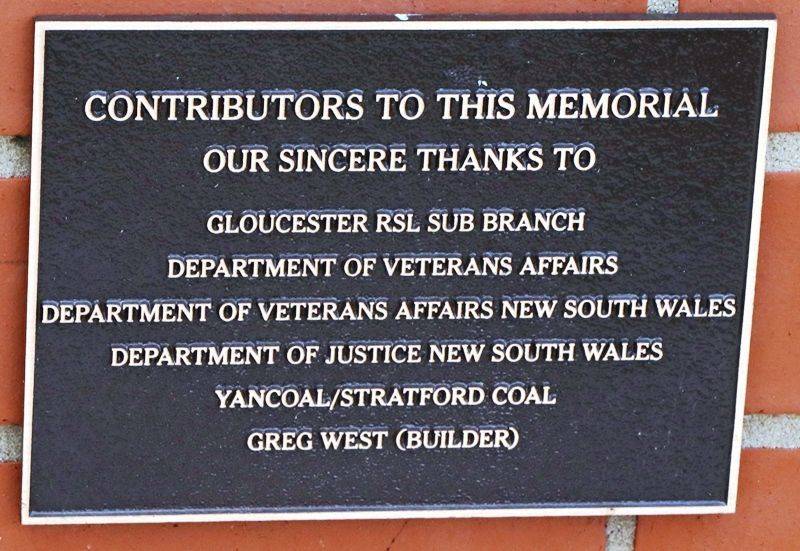 CONTRIBUTORS TO THIS MEMORIAL
OUR SINCERE THANKS TO
GLOUCESTER RSL SUB BRANCH
DEPARTMENT OF VETERANS AFFAIRS
DEPARTMENT OF VETERANS AFFAIRS NEW SOUTH WALES
DEPARTMENT OF JUSTICE NEW SOUTH WALES
YANCOAL/STRATFORD COAL
GREG WEST (BUILDER)